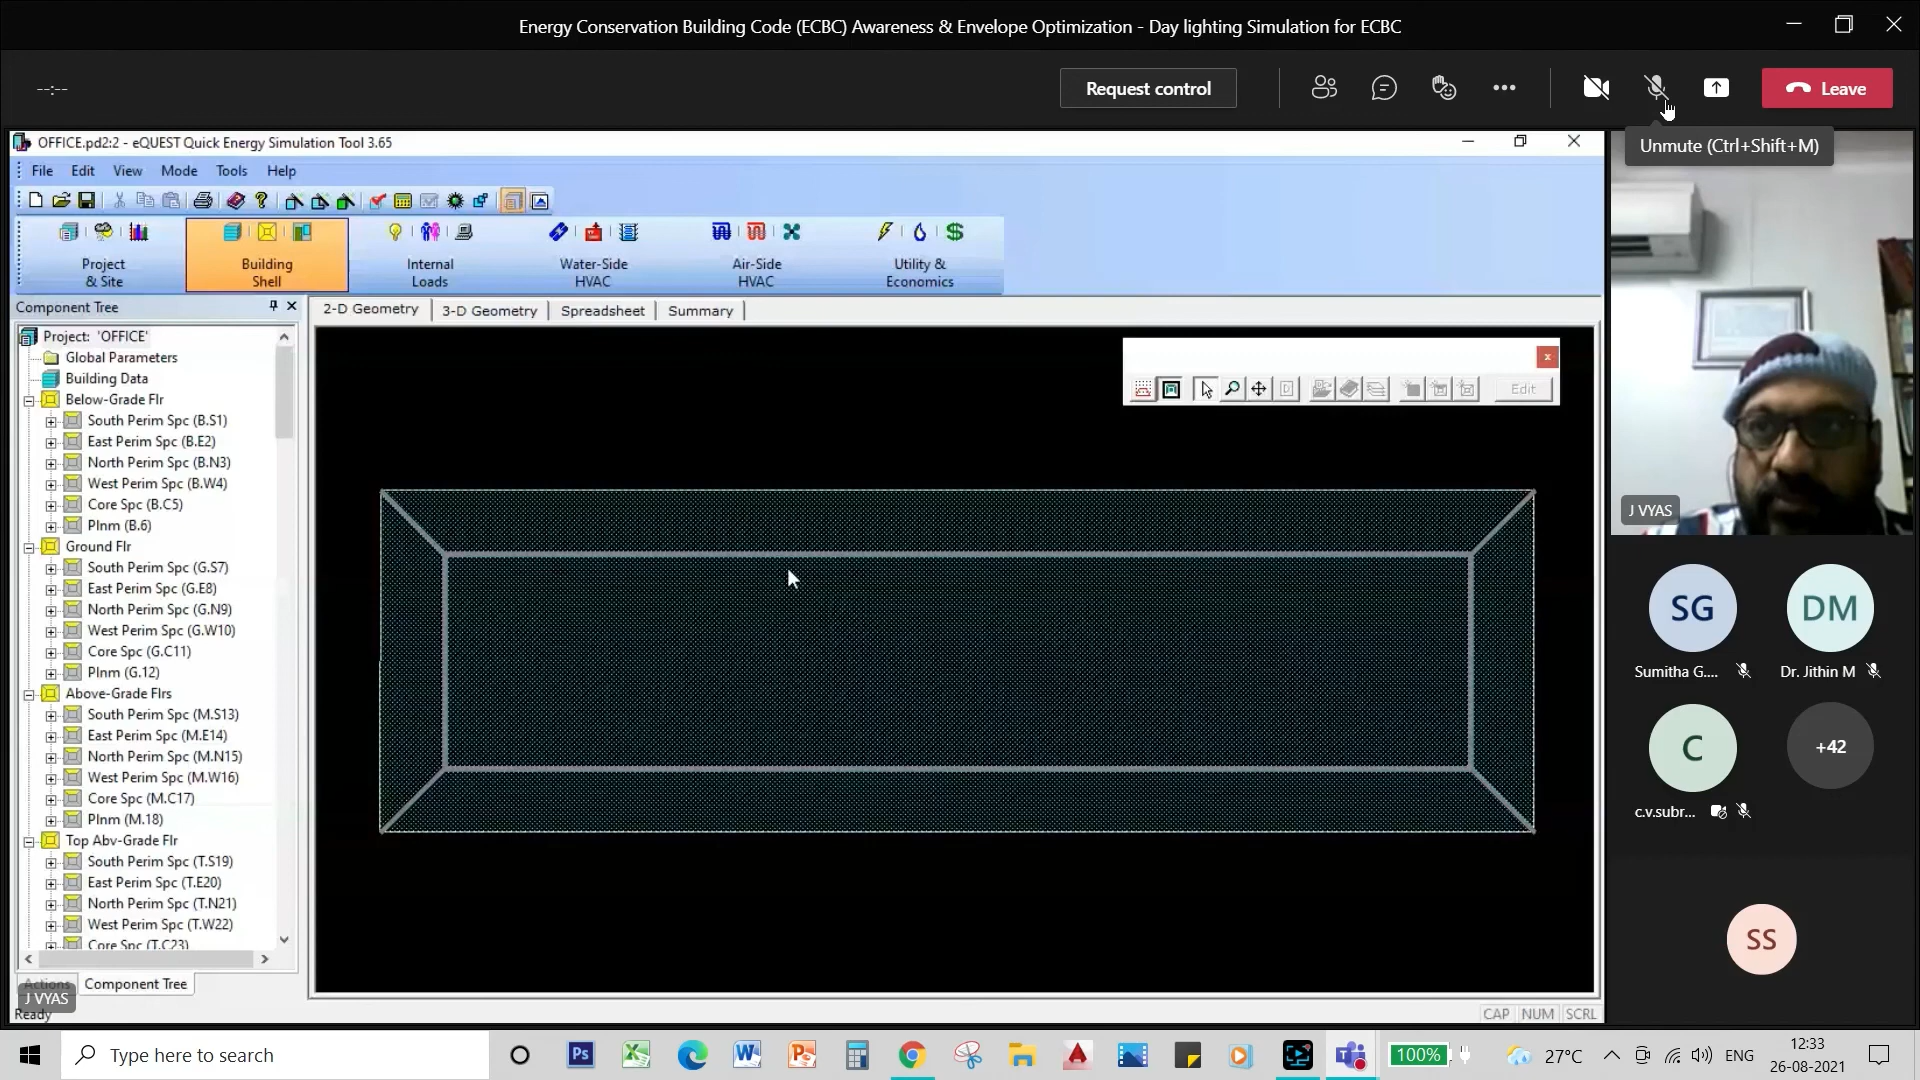 Energy Conservation Building Code (ECBC) Awareness & Envelope Optimization - Day lighting Simulation for ECBC
--:--
Request control
Leave
Unmute (Ctrl+Shift+M)
OFFICE.pd2:2 - eQUEST Quick Energy Simulation Tool 3.65
File Edit View Mode Tools Help
Project & Site
Building Shell
Internal Loads
Water-Side HVAC
Air-Side HVAC
Utility & Economics
Component Tree
2-D Geometry
3-D Geometry
Spreadsheet
Summary
Edit
Project: 'OFFICE'
Global Parameters
Building Data
Below-Grade Flr
South Perim Spc (B.S1)
East Perim Spc (B.E2)
North Perim Spc (B.N3)
West Perim Spc (B.W4)
Core Spc (B.C5)
Plnm (B.6)
Ground Flr
South Perim Spc (G.S7)
East Perim Spc (G.E8)
North Perim Spc (G.N9)
West Perim Spc (G.W10)
Core Spc (G.C11)
Plnm (G.12)
Above-Grade Flrs
South Perim Spc (M.S13)
East Perim Spc (M.E14)
North Perim Spc (M.N15)
West Perim Spc (M.W16)
Core Spc (M.C17)
Plnm (M.18)
Top Abv-Grade Flr
South Perim Spc (T.S19)
East Perim Spc (T.E20)
North Perim Spc (T.N21)
West Perim Spc (T.W22)
Core Spc (T.C23)
Actions
Component Tree
J VYAS
Ready
CAP NUM SCRL
J VYAS
SG
DM
Sumitha G....
Dr. Jithin M
C
+42
c.v.subr...
SS
Type here to search
100%
27°C
ENG
12:33
26-08-2021